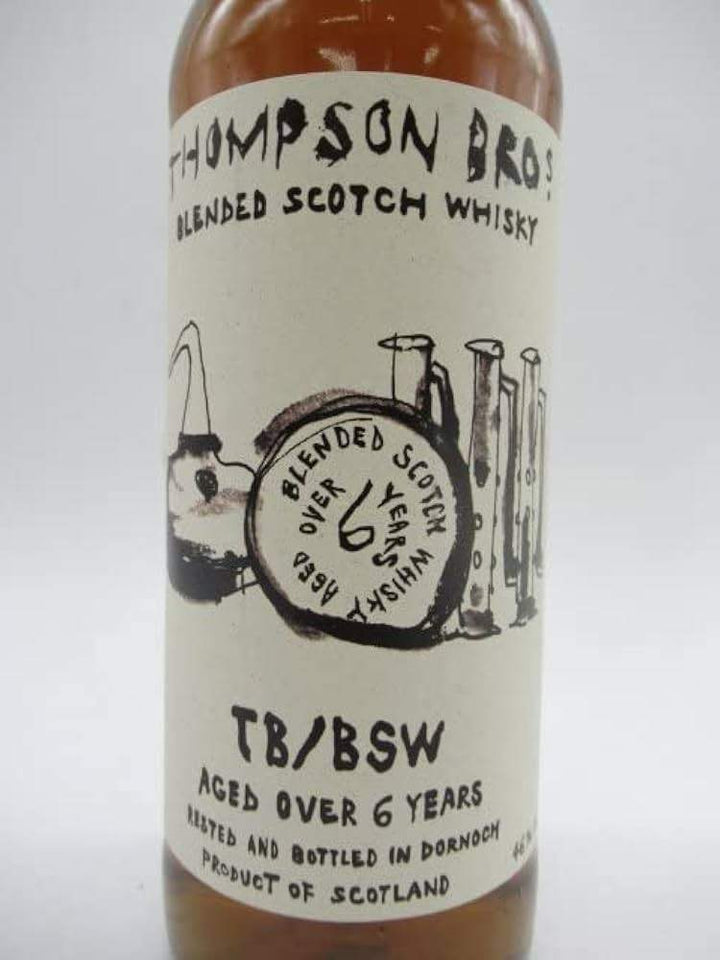 THOMPSON BROS.
BLENDED SCOTCH WHISKY
BLENDED SCOTCH WHISKY
AGED OVER
6
YEARS
TB/BSW
AGED OVER 6 YEARS
RESTED AND BOTTLED IN DORNOCH
PRODUCT OF SCOTLAND
46%